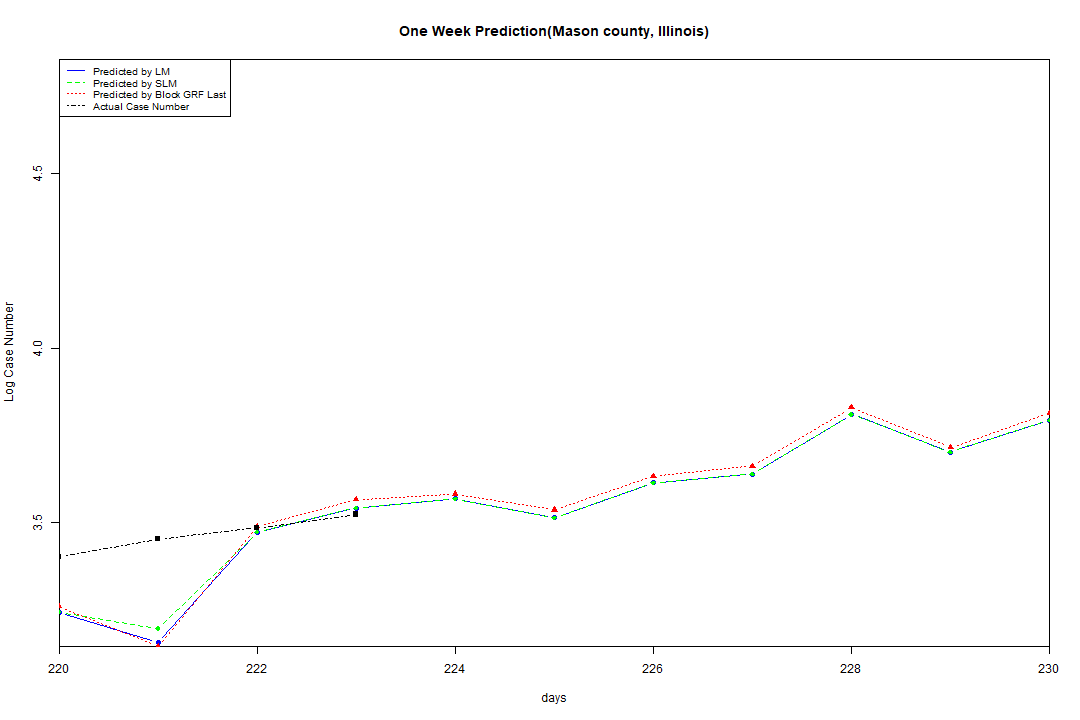 One Week Prediction(Mason county, Illinois)
Predicted by LM
Predicted by SLM
Predicted by Block GRF Last
Actual Case Number
4.5
4.0
3.5
Log Case Number
220 222 224 226 228 230
days